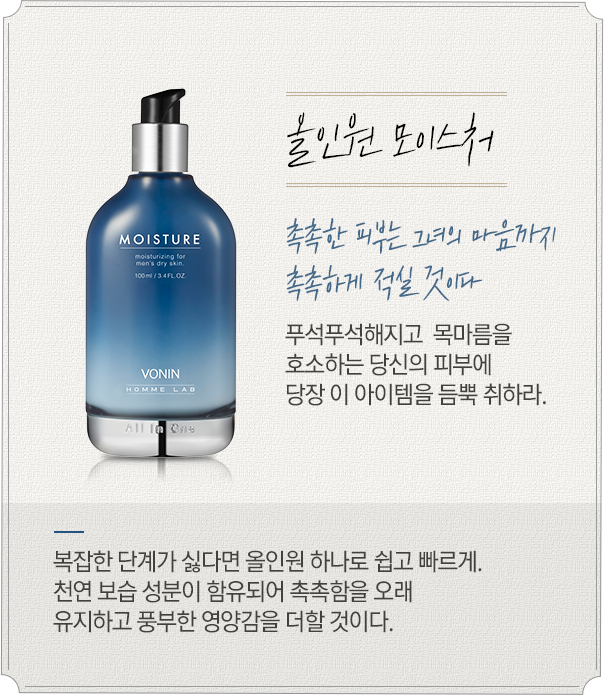 올인원 모이스처
촉촉한 피부는 그녀의 마음까지
촉촉하게 적실 것이다
푸석푸석해지고 목마름을
호소하는 당신의 피부에
당장 이 아이템을 듬뿍 취하라.
MOISTURE
moisturizing for
men's dry skin.
100ml / 3.4 FL.OZ.
VONIN
HOMME LAB
All In One
복잡한 단계가 싫다면 올인원 하나로 쉽고 빠르게.
천연 보습 성분이 함유되어 촉촉함을 오래
유지하고 풍부한 영양감을 더할 것이다.